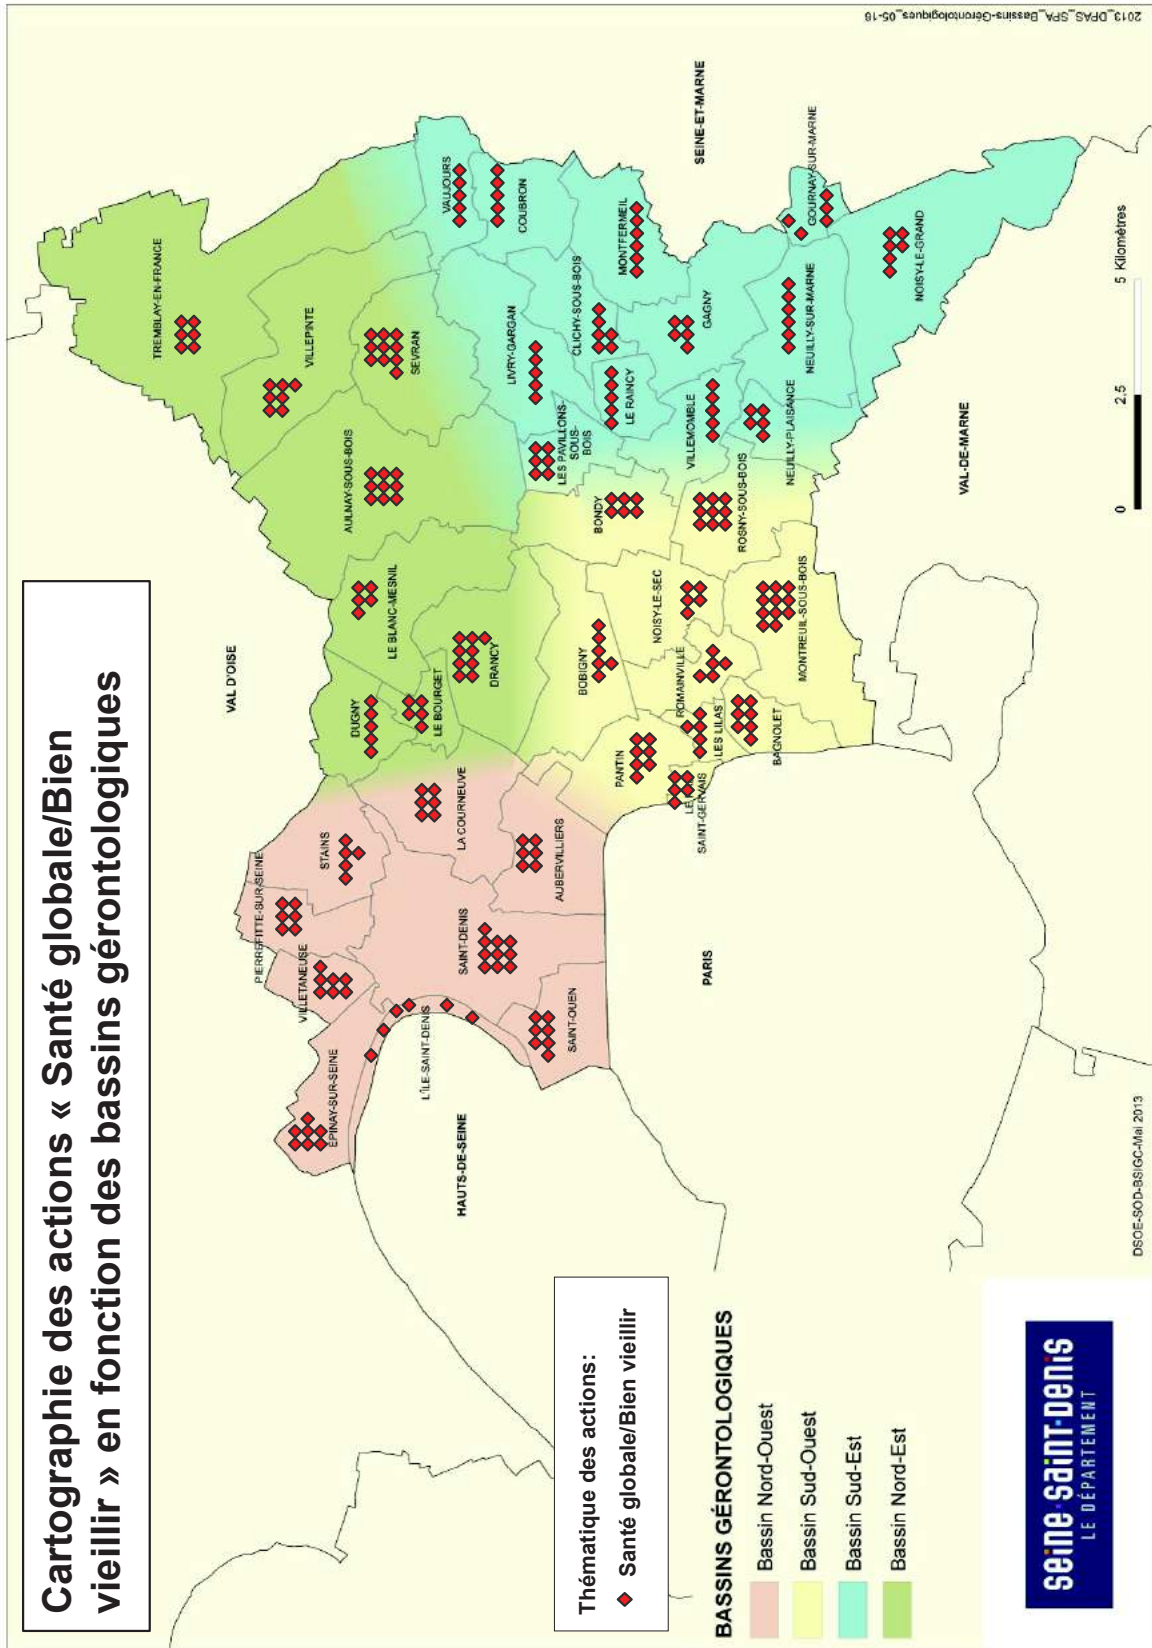 Cartographie des actions « Santé globale/Bien
vieillir » en fonction des bassins gérontologiques
VAL D'OISE
TREMBLAY-EN-FRANCE
VILLEPINTE
SEVRAN
AULNAY-SOUS-BOIS
LE BLANC-MESNIL
DUGNY
LE BOURGET
DRANCY
PIERREFITTE-SUR-SEINE
STAINS
VILLETANEUSE
LA COURNEUVE
EPINAY-SUR-SEINE
L'ÎLE-SAINT-DENIS
SAINT-DENIS
AUBERVILLIERS
SAINT-OUEN
VAUJOURS
COUBRON
LIVRY-GARGAN
CLICHY-SOUS-BOIS
MONTFERMEIL
LES PAVILLONS-
SOUS-
BOIS
LE RAINCY
GAGNY
VILLEMOMBLE
NEUILLY-PLAISANCE
NEUILLY-SUR-MARNE
GOURNAY-SUR-MARNE
NOISY-LE-GRAND
BONDY
ROSNY-SOUS-BOIS
BOBIGNY
NOISY-LE-SEC
ROMAINVILLE
MONTREUIL-SOUS-BOIS
PANTIN
LES LILAS
LE
SAINT-GERVAIS
BAGNOLET
SEINE-ET-MARNE
HAUTS-DE-SEINE
PARIS
VAL-DE-MARNE
0
2.5
5 Kilomètres
Thématique des actions:
Santé globale/Bien vieillir
BASSINS GÉRONTOLOGIQUES
Bassin Nord-Ouest
Bassin Sud-Ouest
Bassin Sud-Est
Bassin Nord-Est
seine·saint·denis
LE DÉPARTEMENT
DSOE-SOD-BSIGC-Mai 2013
2013_DPAS_SPA_Bassins-Gérontologiques_05-16